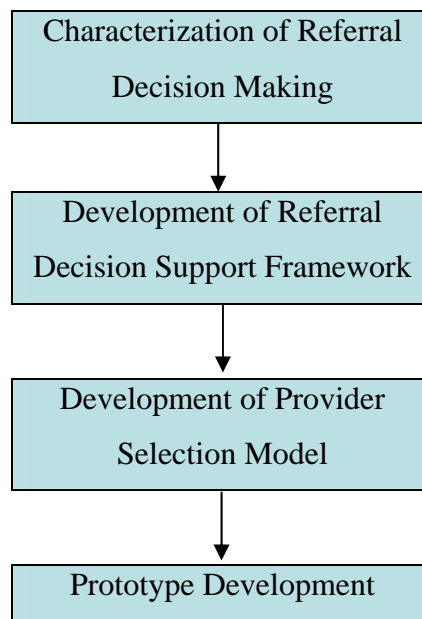 Characterization of Referral
Decision Making
Development of Referral
Decision Support Framework
Development of Provider
Selection Model
Prototype Development